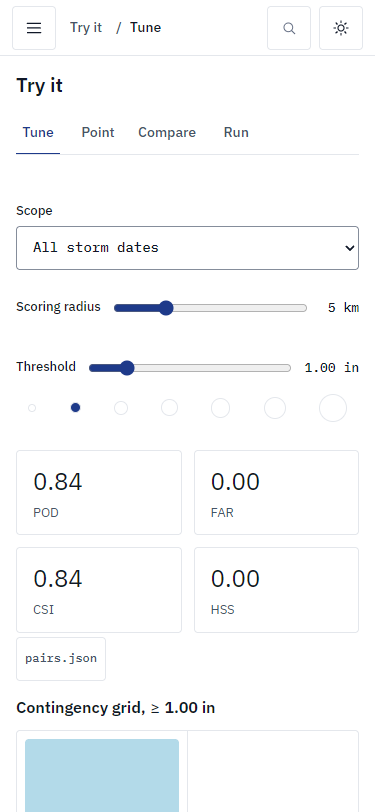 Try it / Tune
Try it
Tune Point Compare Run
Scope
All storm dates
Scoring radius 5 km
Threshold 1.00 in
0.84 0.00
POD FAR
0.84 0.00
CSI HSS
pairs.json
Contingency grid, ≥ 1.00 in